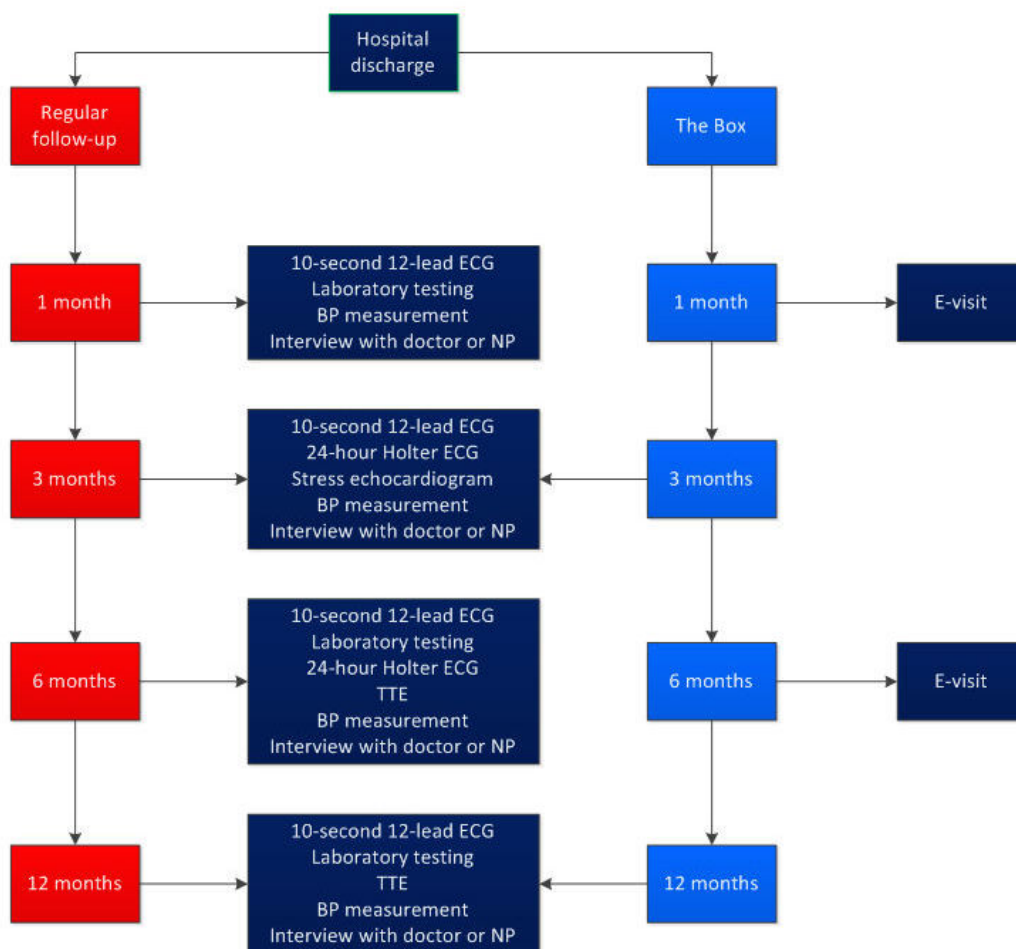 Hospital
discharge
Regular
follow-up
The Box
1 month
10-second 12-lead ECG
Laboratory testing
BP measurement
Interview with doctor or NP
1 month
E-visit
3 months
10-second 12-lead ECG
24-hour Holter ECG
Stress echocardiogram
BP measurement
Interview with doctor or NP
3 months
6 months
10-second 12-lead ECG
Laboratory testing
24-hour Holter ECG
TTE
BP measurement
Interview with doctor or NP
6 months
E-visit
12 months
10-second 12-lead ECG
Laboratory testing
TTE
BP measurement
Interview with doctor or NP
12 months